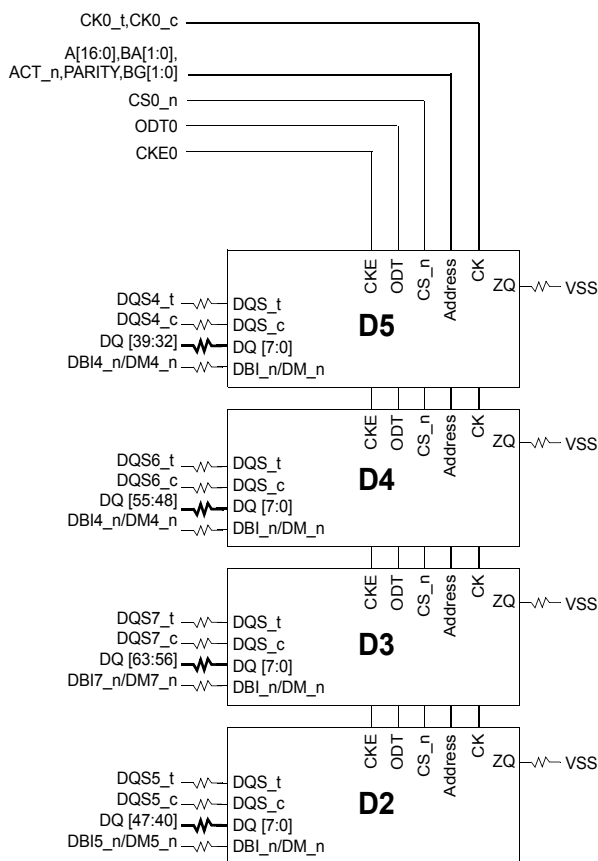 CK0_t,CK0_c
A[16:0],BA[1:0],
ACT_n,PARITY,BG[1:0]
CS0_n
ODT0
CKE0
CKE
ODT
CS_n
Address
CK
ZQ
VSS
D5
DQS4_t
DQS_t
DQS4_c
DQS_c
DQ [39:32]
DQ [7:0]
DBI4_n/DM4_n
DBI_n/DM_n
CKE
ODT
CS_n
Address
CK
ZQ
VSS
D4
DQS6_t
DQS_t
DQS6_c
DQS_c
DQ [55:48]
DQ [7:0]
DBI4_n/DM4_n
DBI_n/DM_n
CKE
ODT
CS_n
Address
CK
ZQ
VSS
D3
DQS7_t
DQS_t
DQS7_c
DQS_c
DQ [63:56]
DQ [7:0]
DBI7_n/DM7_n
DBI_n/DM_n
CKE
ODT
CS_n
Address
CK
ZQ
VSS
D2
DQS5_t
DQS_t
DQS5_c
DQS_c
DQ [47:40]
DQ [7:0]
DBI5_n/DM5_n
DBI_n/DM_n